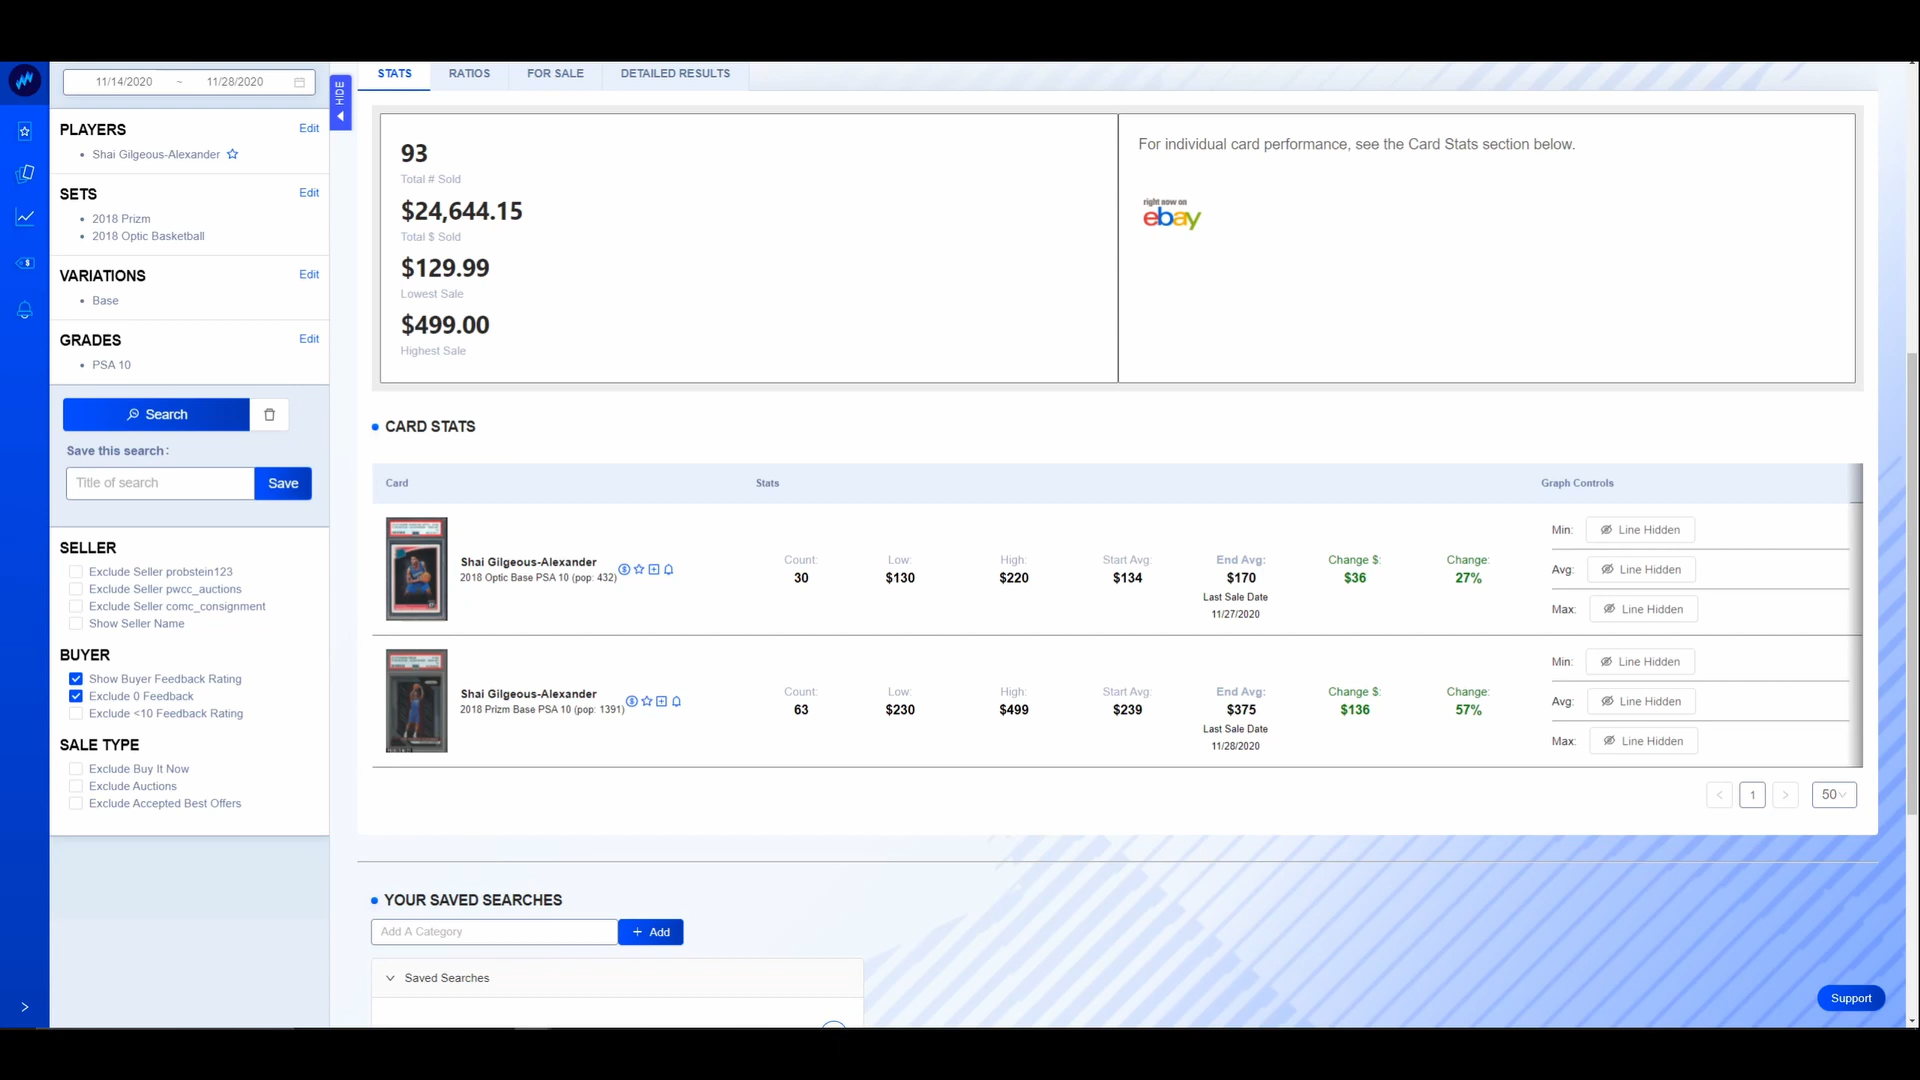 11/14/2020 ~ 11/28/2020
HIDE
PLAYERS Edit
Shai Gilgeous-Alexander
SETS Edit
2018 Prizm
2018 Optic Basketball
VARIATIONS Edit
Base
GRADES Edit
PSA 10
Search
Save this search:
Title of search Save
SELLER
Exclude Seller probstein123
Exclude Seller pwcc_auctions
Exclude Seller comc_consignment
Show Seller Name
BUYER
Show Buyer Feedback Rating
Exclude 0 Feedback
Exclude <10 Feedback Rating
SALE TYPE
Exclude Buy It Now
Exclude Auctions
Exclude Accepted Best Offers
STATS RATIOS FOR SALE DETAILED RESULTS
93
Total # Sold
$24,644.15
Total $ Sold
$129.99
Lowest Sale
$499.00
Highest Sale
For individual card performance, see the Card Stats section below.
right now on
ebay
CARD STATS
Card Stats Graph Controls
Shai Gilgeous-Alexander
2018 Optic Base PSA 10 (pop: 432)
Count: Low: High: Start Avg: End Avg: Change $: Change:
30 $130 $220 $134 $170 $36 27%
Last Sale Date
11/27/2020
Min: Line Hidden
Avg: Line Hidden
Max: Line Hidden
Shai Gilgeous-Alexander
2018 Prizm Base PSA 10 (pop: 1391)
Count: Low: High: Start Avg: End Avg: Change $: Change:
63 $230 $499 $239 $375 $136 57%
Last Sale Date
11/28/2020
Min: Line Hidden
Avg: Line Hidden
Max: Line Hidden
< 1 > 50
YOUR SAVED SEARCHES
Add A Category + Add
Saved Searches
Support